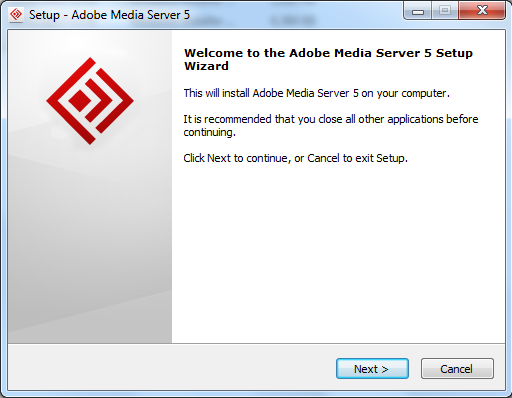 Setup - Adobe Media Server 5
Welcome to the Adobe Media Server 5 Setup
Wizard
This will install Adobe Media Server 5 on your computer.
It is recommended that you close all other applications before
continuing.
Click Next to continue, or Cancel to exit Setup.
Next >
Cancel